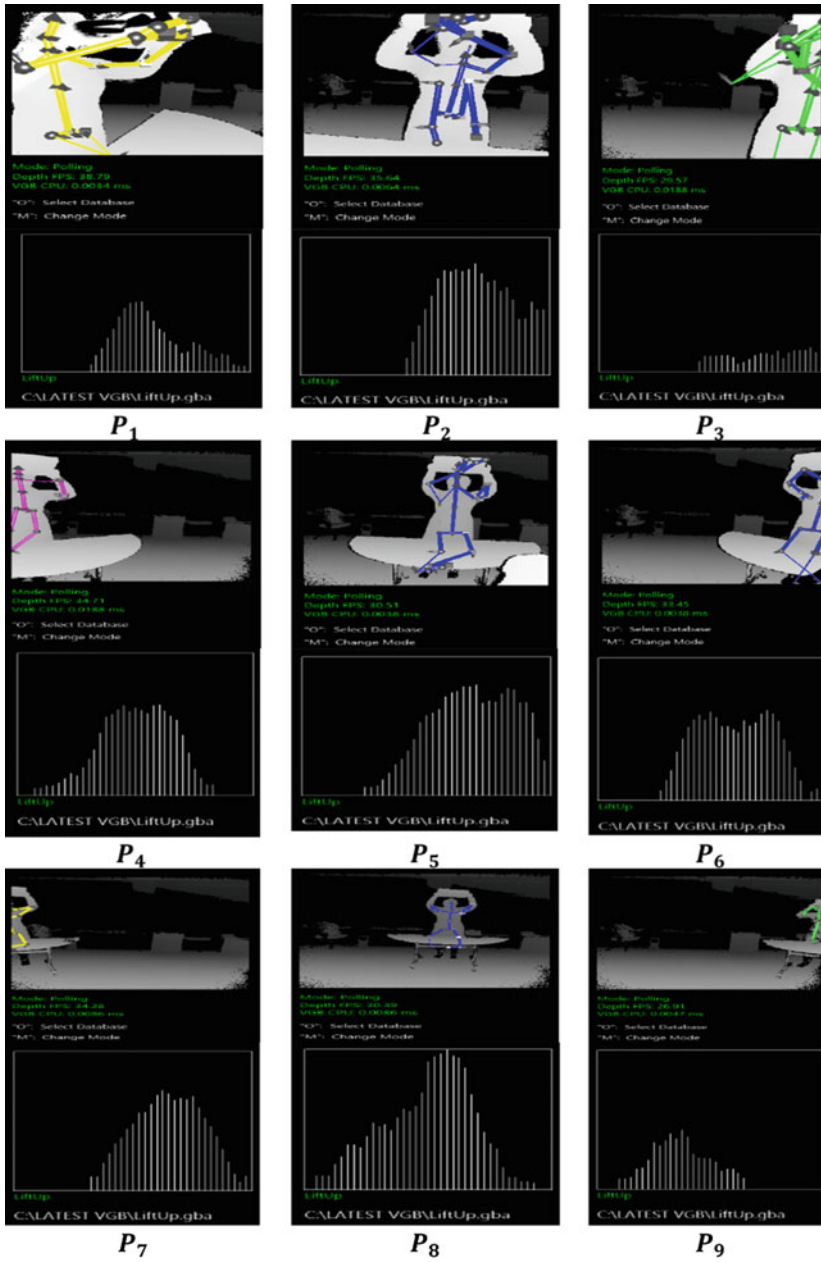 Mode: Polling
Depth FPS: 38.79
VGB CPU: 0.0084 ms
"O": Select Database
"M": Change Mode
LiftUp
C:\LATEST VGB\LiftUp.gba
P1
Mode: Polling
Depth FPS: 35.64
VGB CPU: 0.0064 ms
"O": Select Database
"M": Change Mode
LiftUp
C:\LATEST VGB\LiftUp.gba
P2
Mode: Polling
Depth FPS: 29.57
VGB CPU: 0.0188 ms
"O": Select Database
"M": Change Mode
LiftUp
C:\LATEST VGB\LiftUp.gba
P3
Mode: Polling
Depth FPS: 34.71
VGB CPU: 0.0188 ms
"O": Select Database
"M": Change Mode
LiftUp
C:\LATEST VGB\LiftUp.gba
P4
Mode: Polling
Depth FPS: 30.51
VGB CPU: 0.0038 ms
"O": Select Database
"M": Change Mode
LiftUp
C:\LATEST VGB\LiftUp.gba
P5
Mode: Polling
Depth FPS: 33.45
VGB CPU: 0.0038 ms
"O": Select Database
"M": Change Mode
LiftUp
C:\LATEST VGB\LiftUp.gba
P6
Mode: Polling
Depth FPS: 34.28
VGB CPU: 0.0086 ms
"O": Select Database
"M": Change Mode
LiftUp
C:\LATEST VGB\LiftUp.gba
P7
Mode: Polling
Depth FPS: 30.39
VGB CPU: 0.0086 ms
"O": Select Database
"M": Change Mode
LiftUp
C:\LATEST VGB\LiftUp.gba
P8
Mode: Polling
Depth FPS: 26.91
VGB CPU: 0.0047 ms
"O": Select Database
"M": Change Mode
LiftUp
C:\LATEST VGB\LiftUp.gba
P9